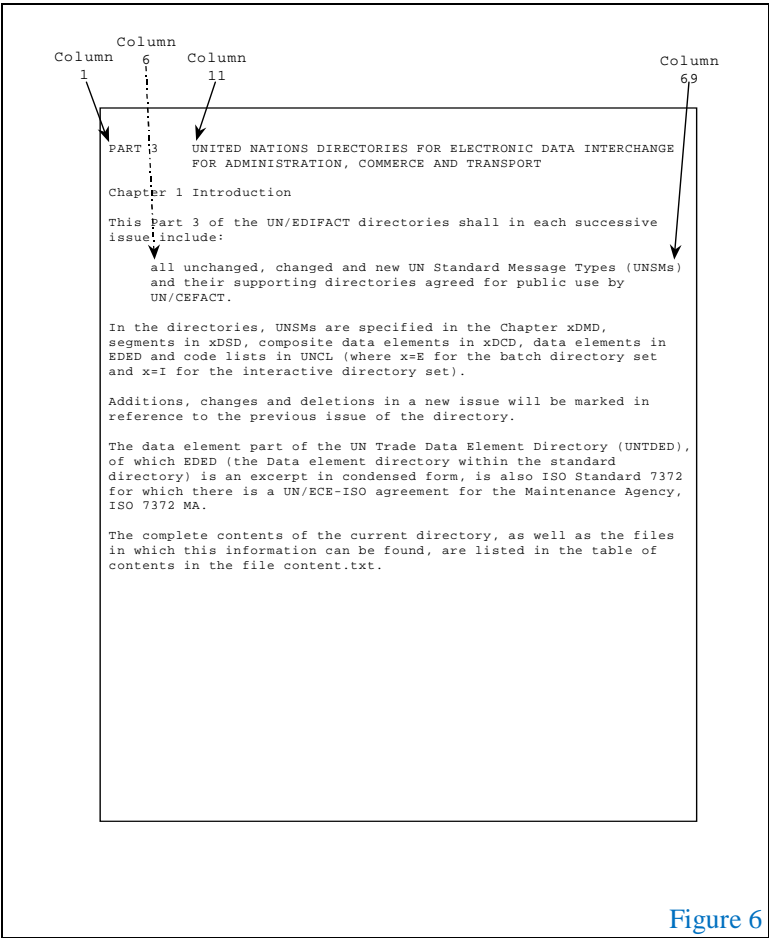 Column
6
Column
1
Column
11
Column
69
PART 3 UNITED NATIONS DIRECTORIES FOR ELECTRONIC DATA INTERCHANGE
FOR ADMINISTRATION, COMMERCE AND TRANSPORT
Chapter 1 Introduction
This Part 3 of the UN/EDIFACT directories shall in each successive
issue include:
all unchanged, changed and new UN Standard Message Types (UNSMs)
and their supporting directories agreed for public use by
UN/CEFACT.
In the directories, UNSMs are specified in the Chapter xDMD,
segments in xDSD, composite data elements in xDCD, data elements in
EDED and code lists in UNCL (where x=E for the batch directory set
and x=I for the interactive directory set).
Additions, changes and deletions in a new issue will be marked in
reference to the previous issue of the directory.
The data element part of the UN Trade Data Element Directory (UNTDED),
of which EDED (the Data element directory within the standard
directory) is an excerpt in condensed form, is also ISO Standard 7372
for which there is a UN/ECE-ISO agreement for the Maintenance Agency,
ISO 7372 MA.
The complete contents of the current directory, as well as the files
in which this information can be found, are listed in the table of
contents in the file content.txt.
Figure 6